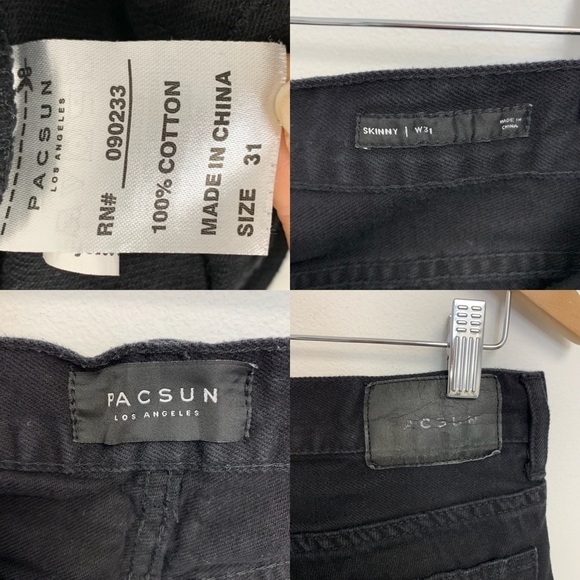 PACSUN
LOS ANGELES
RN# 090233
100% COTTON
MADE IN CHINA
SIZE 31
SKINNY | W31
MADE IN
CHINA
PACSUN
LOS ANGELES
PACSUN